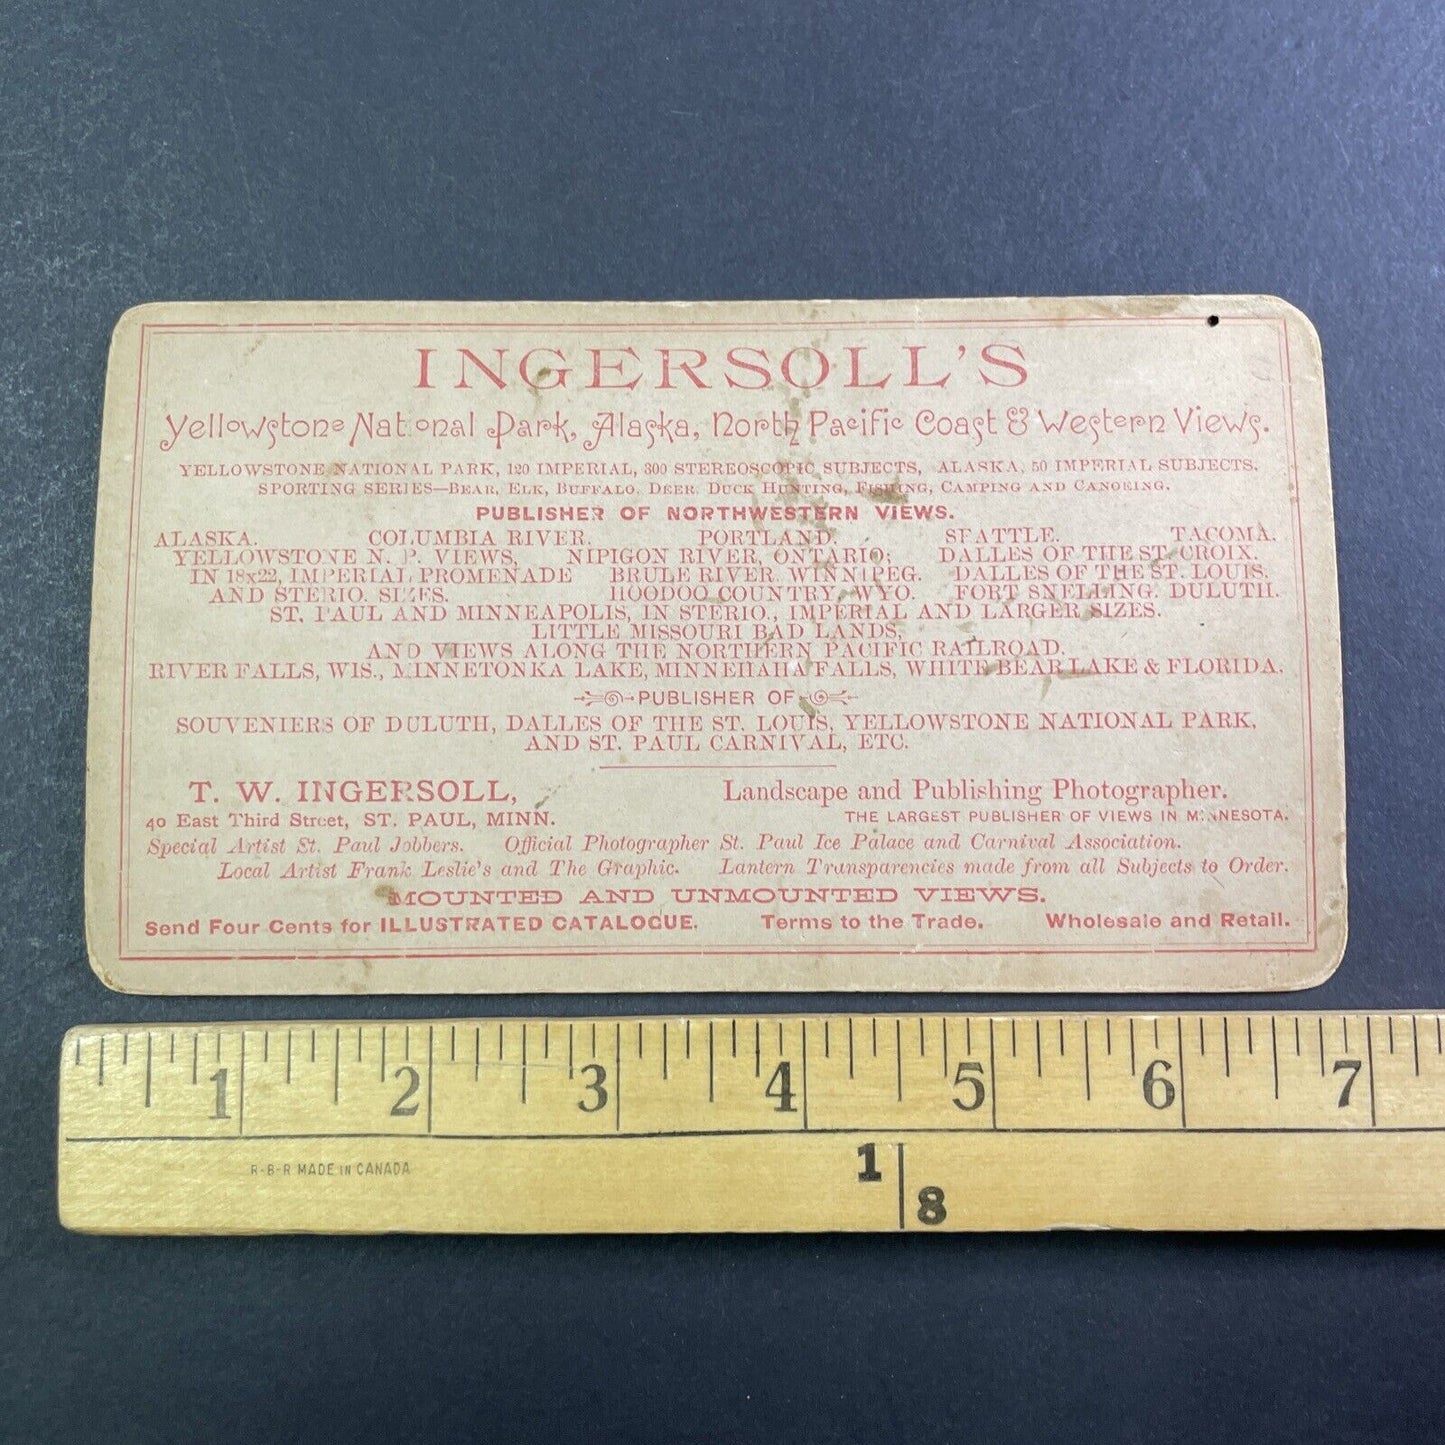 INGERSOLL'S
Yellowstone National Park, Alaska, North Pacific Coast & Western Views.
YELLOWSTONE NATIONAL PARK, 120 IMPERIAL, 300 STEREOSCOPIC SUBJECTS, ALASKA, 50 IMPERIAL SUBJECTS.
SPORTING SERIES—BEAR, ELK, BUFFALO, DEER, DUCK HUNTING, FISHING, CAMPING AND CANOEING.
PUBLISHER OF NORTHWESTERN VIEWS.
ALASKA. COLUMBIA RIVER. PORTLAND. SEATTLE. TACOMA.
YELLOWSTONE N. P. VIEWS, NIPIGON RIVER, ONTARIO; DALLES OF THE ST. CROIX.
IN 18x22, IMPERIAL PROMENADE BRULE RIVER. WINNIPEG. DALLES OF THE ST. LOUIS.
AND STERIO. SIZES. HOODOO COUNTRY, WYO. FORT SNELLING. DULUTH.
ST. PAUL AND MINNEAPOLIS, IN STERIO., IMPERIAL AND LARGER SIZES.
LITTLE MISSOURI BAD LANDS,
AND VIEWS ALONG THE NORTHERN PACIFIC RAILROAD.
RIVER FALLS, WIS., MINNETONKA LAKE, MINNEHAHA FALLS, WHITE BEAR LAKE & FLORIDA.
PUBLISHER OF
SOUVENIERS OF DULUTH, DALLES OF THE ST. LOUIS, YELLOWSTONE NATIONAL PARK,
AND ST. PAUL CARNIVAL, ETC.
T. W. INGERSOLL, Landscape and Publishing Photographer.
40 East Third Street, ST. PAUL, MINN. THE LARGEST PUBLISHER OF VIEWS IN MINNESOTA.
Special Artist St. Paul Jobbers. Official Photographer St. Paul Ice Palace and Carnival Association.
Local Artist Frank Leslie's and The Graphic. Lantern Transparencies made from all Subjects to Order.
MOUNTED AND UNMOUNTED VIEWS.
Send Four Cents for ILLUSTRATED CATALOGUE. Terms to the Trade. Wholesale and Retail.
1 2 3 4 5 6 7
R-B-R MADE IN CANADA
1 8